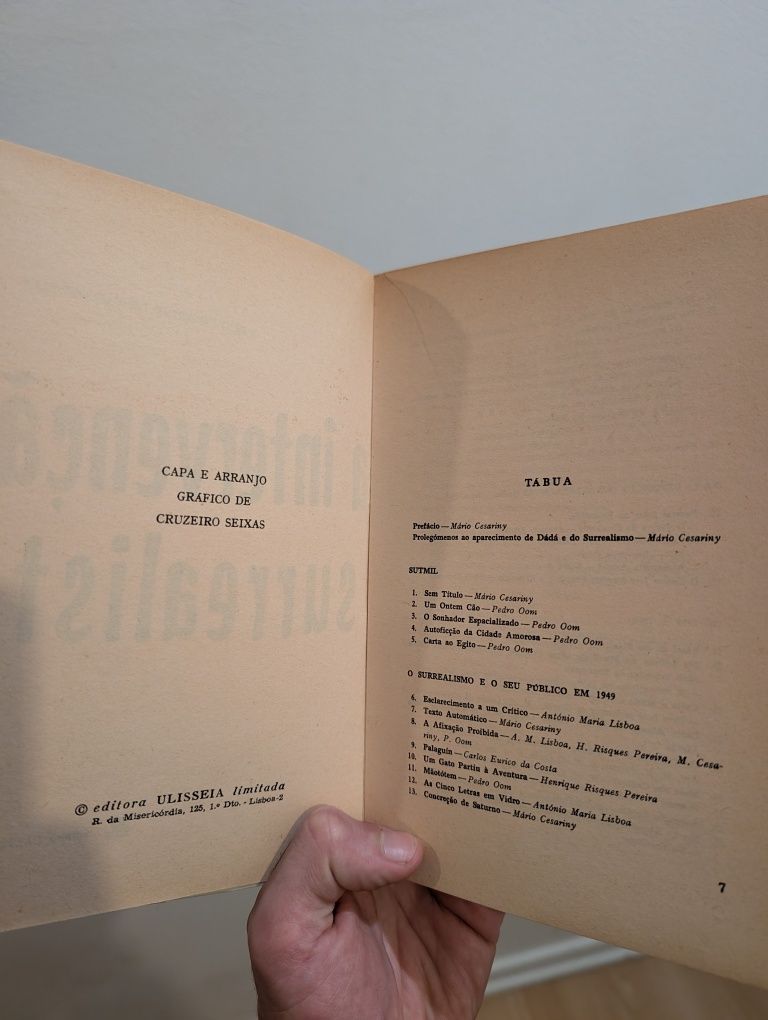 CAPA E ARRANJO
GRÁFICO DE
CRUZEIRO SEIXAS
© editora ULISSEIA limitada
R. da Misericórdia, 125, 1.º Dto. - Lisboa-2
TÁBUA
Prefácio — Mário Cesariny
Prolegómenos ao aparecimento de Dádá e do Surrealismo — Mário Cesariny
SUTMIL
1. Sem Título — Mário Cesariny
2. Um Ontem Cão — Pedro Oom
3. O Sonhador Espacializado — Pedro Oom
4. Autoficção da Cidade Amorosa — Pedro Oom
5. Carta ao Egito — Pedro Oom
O SURREALISMO E O SEU PÚBLICO EM 1949
6. Esclarecimento a um Crítico — António Maria Lisboa
7. Texto Automático — Mário Cesariny
8. A Afixação Proibida — A. M. Lisboa, H. Risques Pereira, M. Cesa-
riny, P. Oom
9. Palaguin — Carlos Eurico da Costa
10. Um Gato Partiu à Aventura — Henrique Risques Pereira
11. Mãotótem — Pedro Oom
12. As Cinco Letras em Vidro — António Maria Lisboa
13. Concreção de Saturno — Mário Cesariny
7